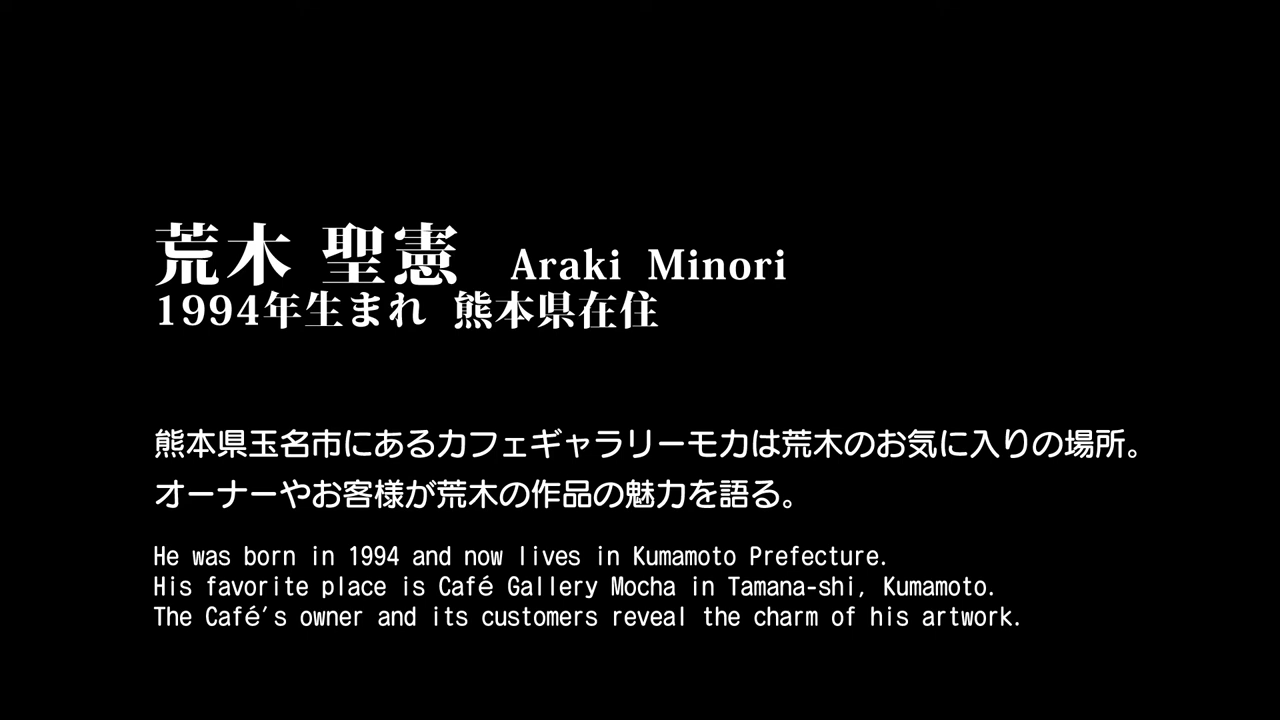 荒木 聖憲 Araki Minori
1994年生まれ 熊本県在住
熊本県玉名市にあるカフェギャラリーモカは荒木のお気に入りの場所。
オーナーやお客様が荒木の作品の魅力を語る。
He was born in 1994 and now lives in Kumamoto Prefecture.
His favorite place is Café Gallery Mocha in Tamana-shi, Kumamoto.
The Café's owner and its customers reveal the charm of his artwork.